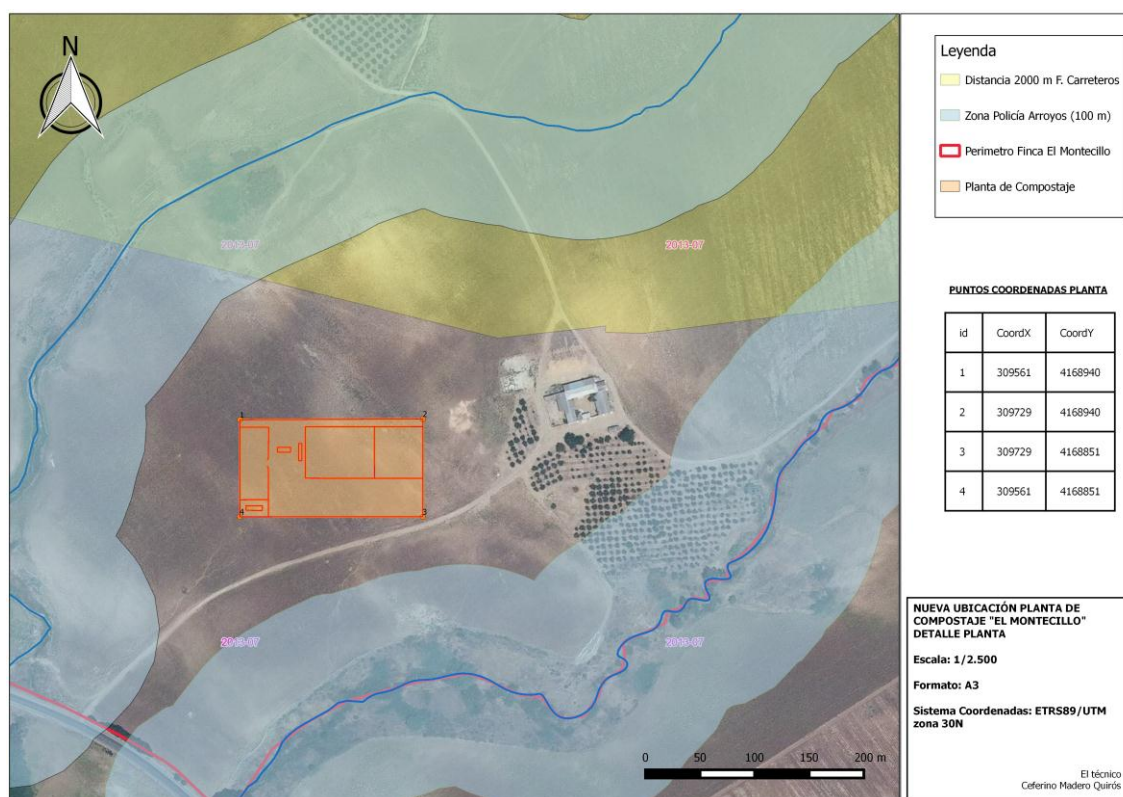 N
2013-07
2013-07
1
2
4
3
2013-07
2013-07
0 50 100 150 200 m
Leyenda
Distancia 2000 m F. Carreteros
Zona Policía Arroyos (100 m)
Perimetro Finca El Montecillo
Planta de Compostaje
PUNTOS COORDENADAS PLANTA
id CoordX CoordY
1 309561 4168940
2 309729 4168940
3 309729 4168851
4 309561 4168851
NUEVA UBICACIÓN PLANTA DE
COMPOSTAJE "EL MONTECILLO"
DETALLE PLANTA
Escala: 1/2.500
Formato: A3
Sistema Coordenadas: ETRS89/UTM
zona 30N
El técnico
Ceferino Madero Quirós